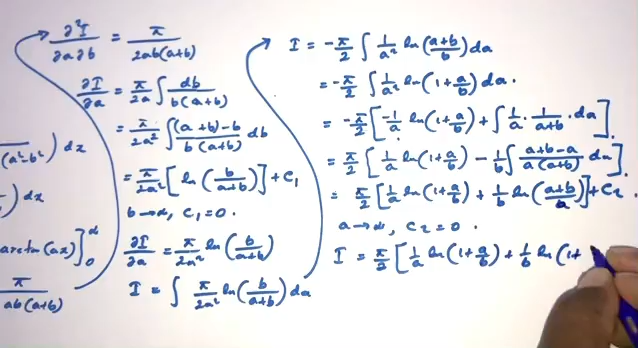 ∂²I/∂a∂b = π/2ab(a+b)
∂I/∂a = π/2a ∫ db/b(a+b)
= π/2a² ∫ (a+b)-b/b(a+b) db
= π/2a² [ln(b/a+b)] + C₁
b→∞, C₁=0.
∂I/∂a = π/2a² ln(b/a+b)
I = ∫ π/2a² ln(b/a+b) da
(a²-b²)) dx
) dx
arctan(ax)]
0
π/ab(a+b)
I = -π/2 ∫ 1/a² ln(a+b/b) da
= -π/2 ∫ 1/a² ln(1+a/b) da.
= -π/2 [-1/a ln(1+a/b) + ∫ 1/a · 1/a+b · da].
= π/2 [1/a ln(1+a/b) - 1/b ∫ a+b-a/a(a+b) da].
= π/2 [1/a ln(1+a/b) + 1/b ln(a+b/a)] + C₂.
a→∞, C₂=0.
I = π/2 [1/a ln(1+a/b) + 1/b ln(1+